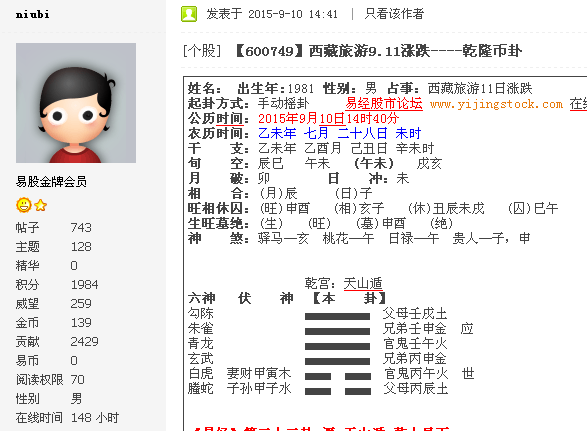 niubi
发表于 2015-9-10 14:41 | 只看该作者
[个股] 【600749】西藏旅游9.11涨跌----乾隆币卦
姓名： 出生年:1981 性别: 男 占事: 西藏旅游11日涨跌
起卦方式: 手动摇卦 易经股市论坛 www.yijingstock.com 在线
公历时间: 2015年9月10日14时40分
农历时间: 乙未年 七月 二十八日 未时
干 支: 乙未年 乙酉月 己丑日 辛未时
旬 空: 辰巳 午未 (午未) 戌亥
月 破: 卯 日 冲: 未
相 合: (月)辰 (日)子
旺相休囚: (旺)申酉 (相)亥子 (休)丑辰未戌 (囚)巳午
生旺墓绝: (生) (旺) (墓)申酉 (绝)
神 煞: 驿马—亥 桃花—午 日禄—午 贵人—子, 申
乾宫: 天山遁
六神 伏 神 【本 卦】
勾陈 父母壬戌土
朱雀 兄弟壬申金 应
青龙 官鬼壬午火
玄武 兄弟丙申金
白虎 妻财甲寅木 官鬼丙午火 世
螣蛇 子孙甲子水 父母丙辰土
易股金牌会员
帖子 743
主题 128
精华 0
积分 1984
威望 259
金币 139
贡献 2429
易币 0
阅读权限 70
性别 男
在线时间 148 小时